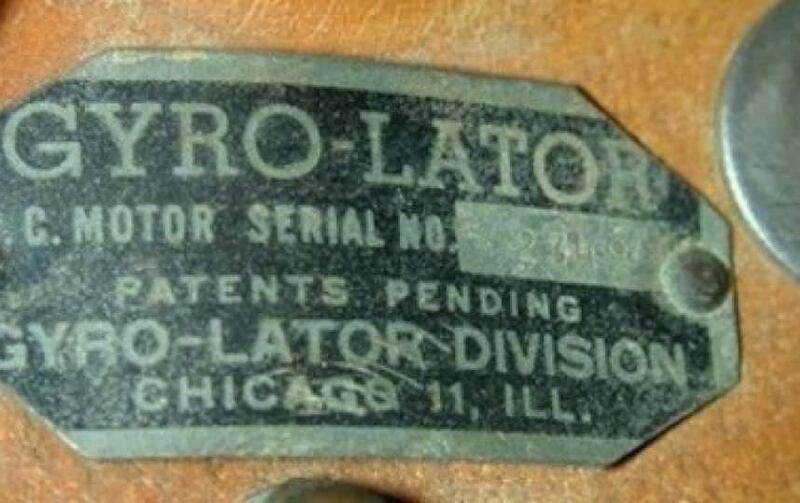 GYRO-LATOR
.C. MOTOR SERIAL NO.
PATENTS PENDING
GYRO-LATOR DIVISION
CHICAGO 11, ILL.